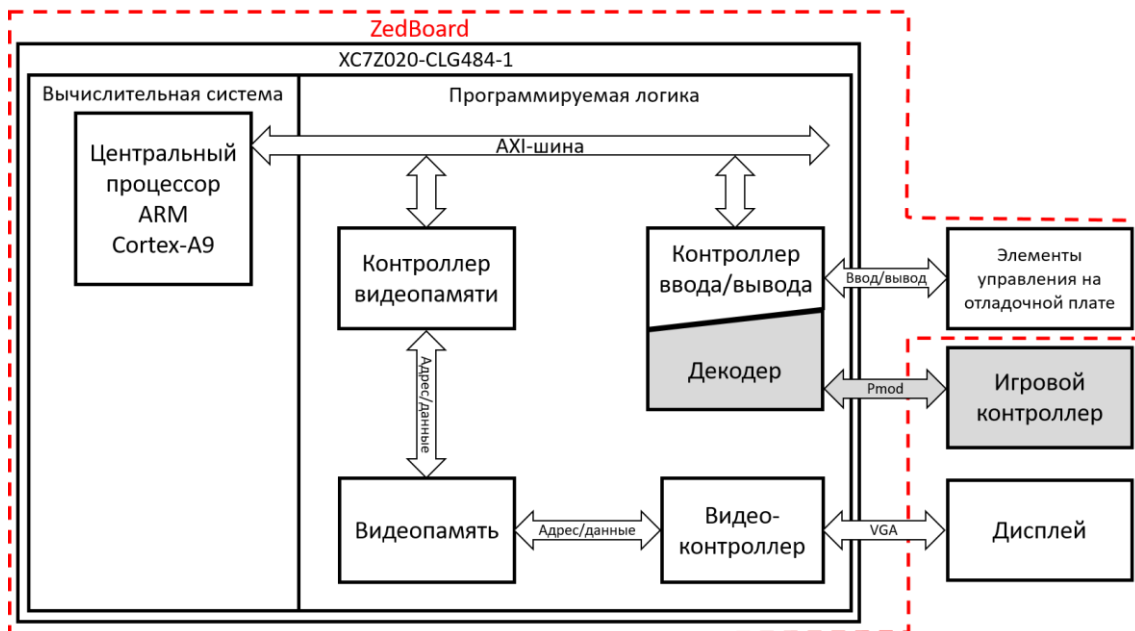 ZedBoard
XC7Z020-CLG484-1
Вычислительная система
Программируемая логика
Центральный
процессор
ARM
Cortex-A9
AXI-шина
Контроллер
видеопамяти
Контроллер
ввода/вывода
Ввод/вывод
Элементы
управления на
отладочной плате
Декодер
Pmod
Игровой
контроллер
Адрес/данные
Видеопамять
Адрес/данные
Видео-
контроллер
VGA
Дисплей